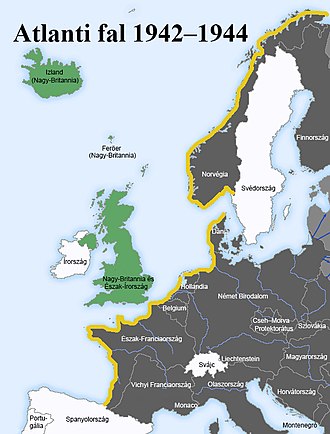 Atlanti fal 1942–1944
Izland
(Nagy-Britannia)
Feröer
(Nagy-Britannia)
Finnország
Norvégia
Svédország
Dánia
Írország
Nagy-Britannia és
Észak-Írország
Hollandia
Német Birodalom
Belgium
Cseh–Morva
Protektorátus
Szlovákia
Észak-Franciaország
Liechtenstein
Svájc
Magyarország
Vichyi Franciaország
Olaszország
Horvátország
Monaco
Montenegró
Portu-
gália
Spanyolország